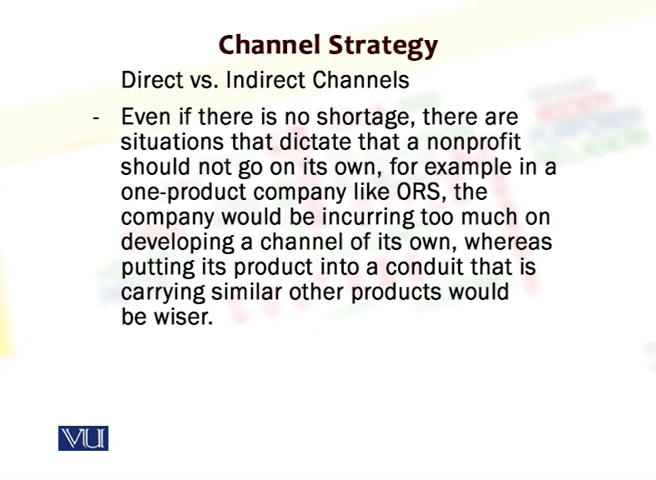 Channel Strategy
Direct vs. Indirect Channels
- Even if there is no shortage, there are
situations that dictate that a nonprofit
should not go on its own, for example in a
one-product company like ORS, the
company would be incurring too much on
developing a channel of its own, whereas
putting its product into a conduit that is
carrying similar other products would
be wiser.
VU